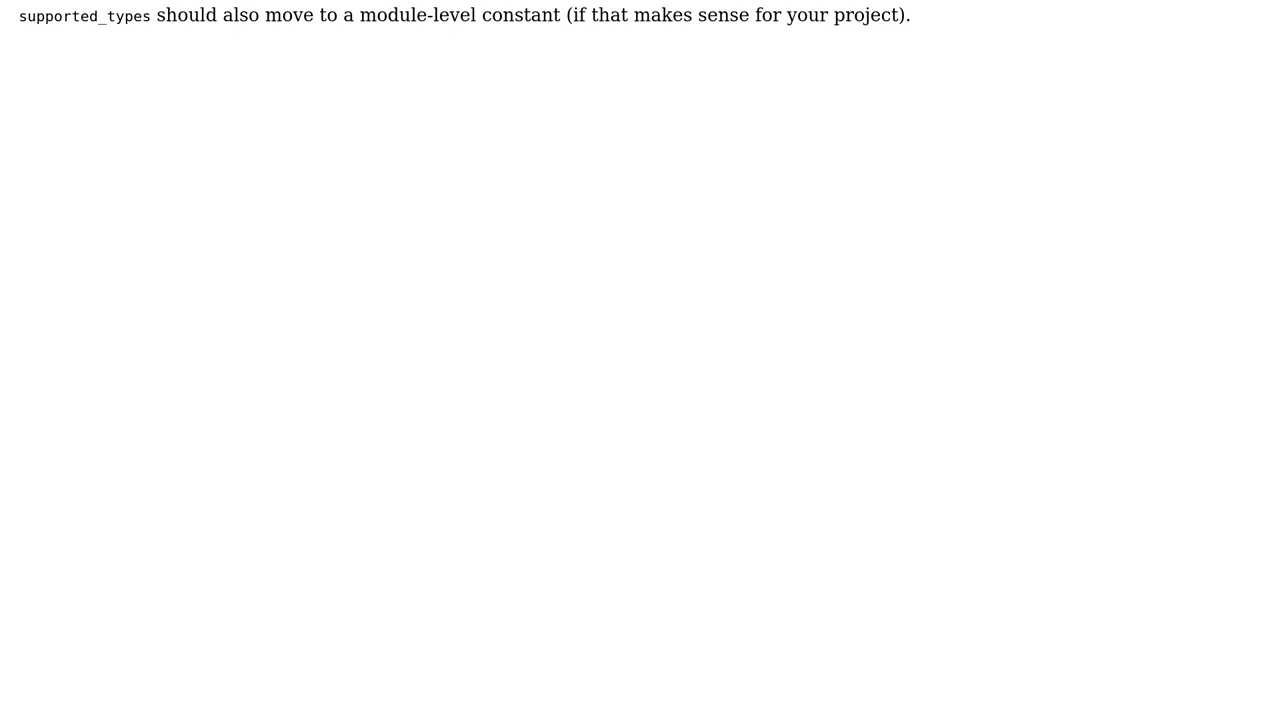 supported_types should also move to a module-level constant (if that makes sense for your project).